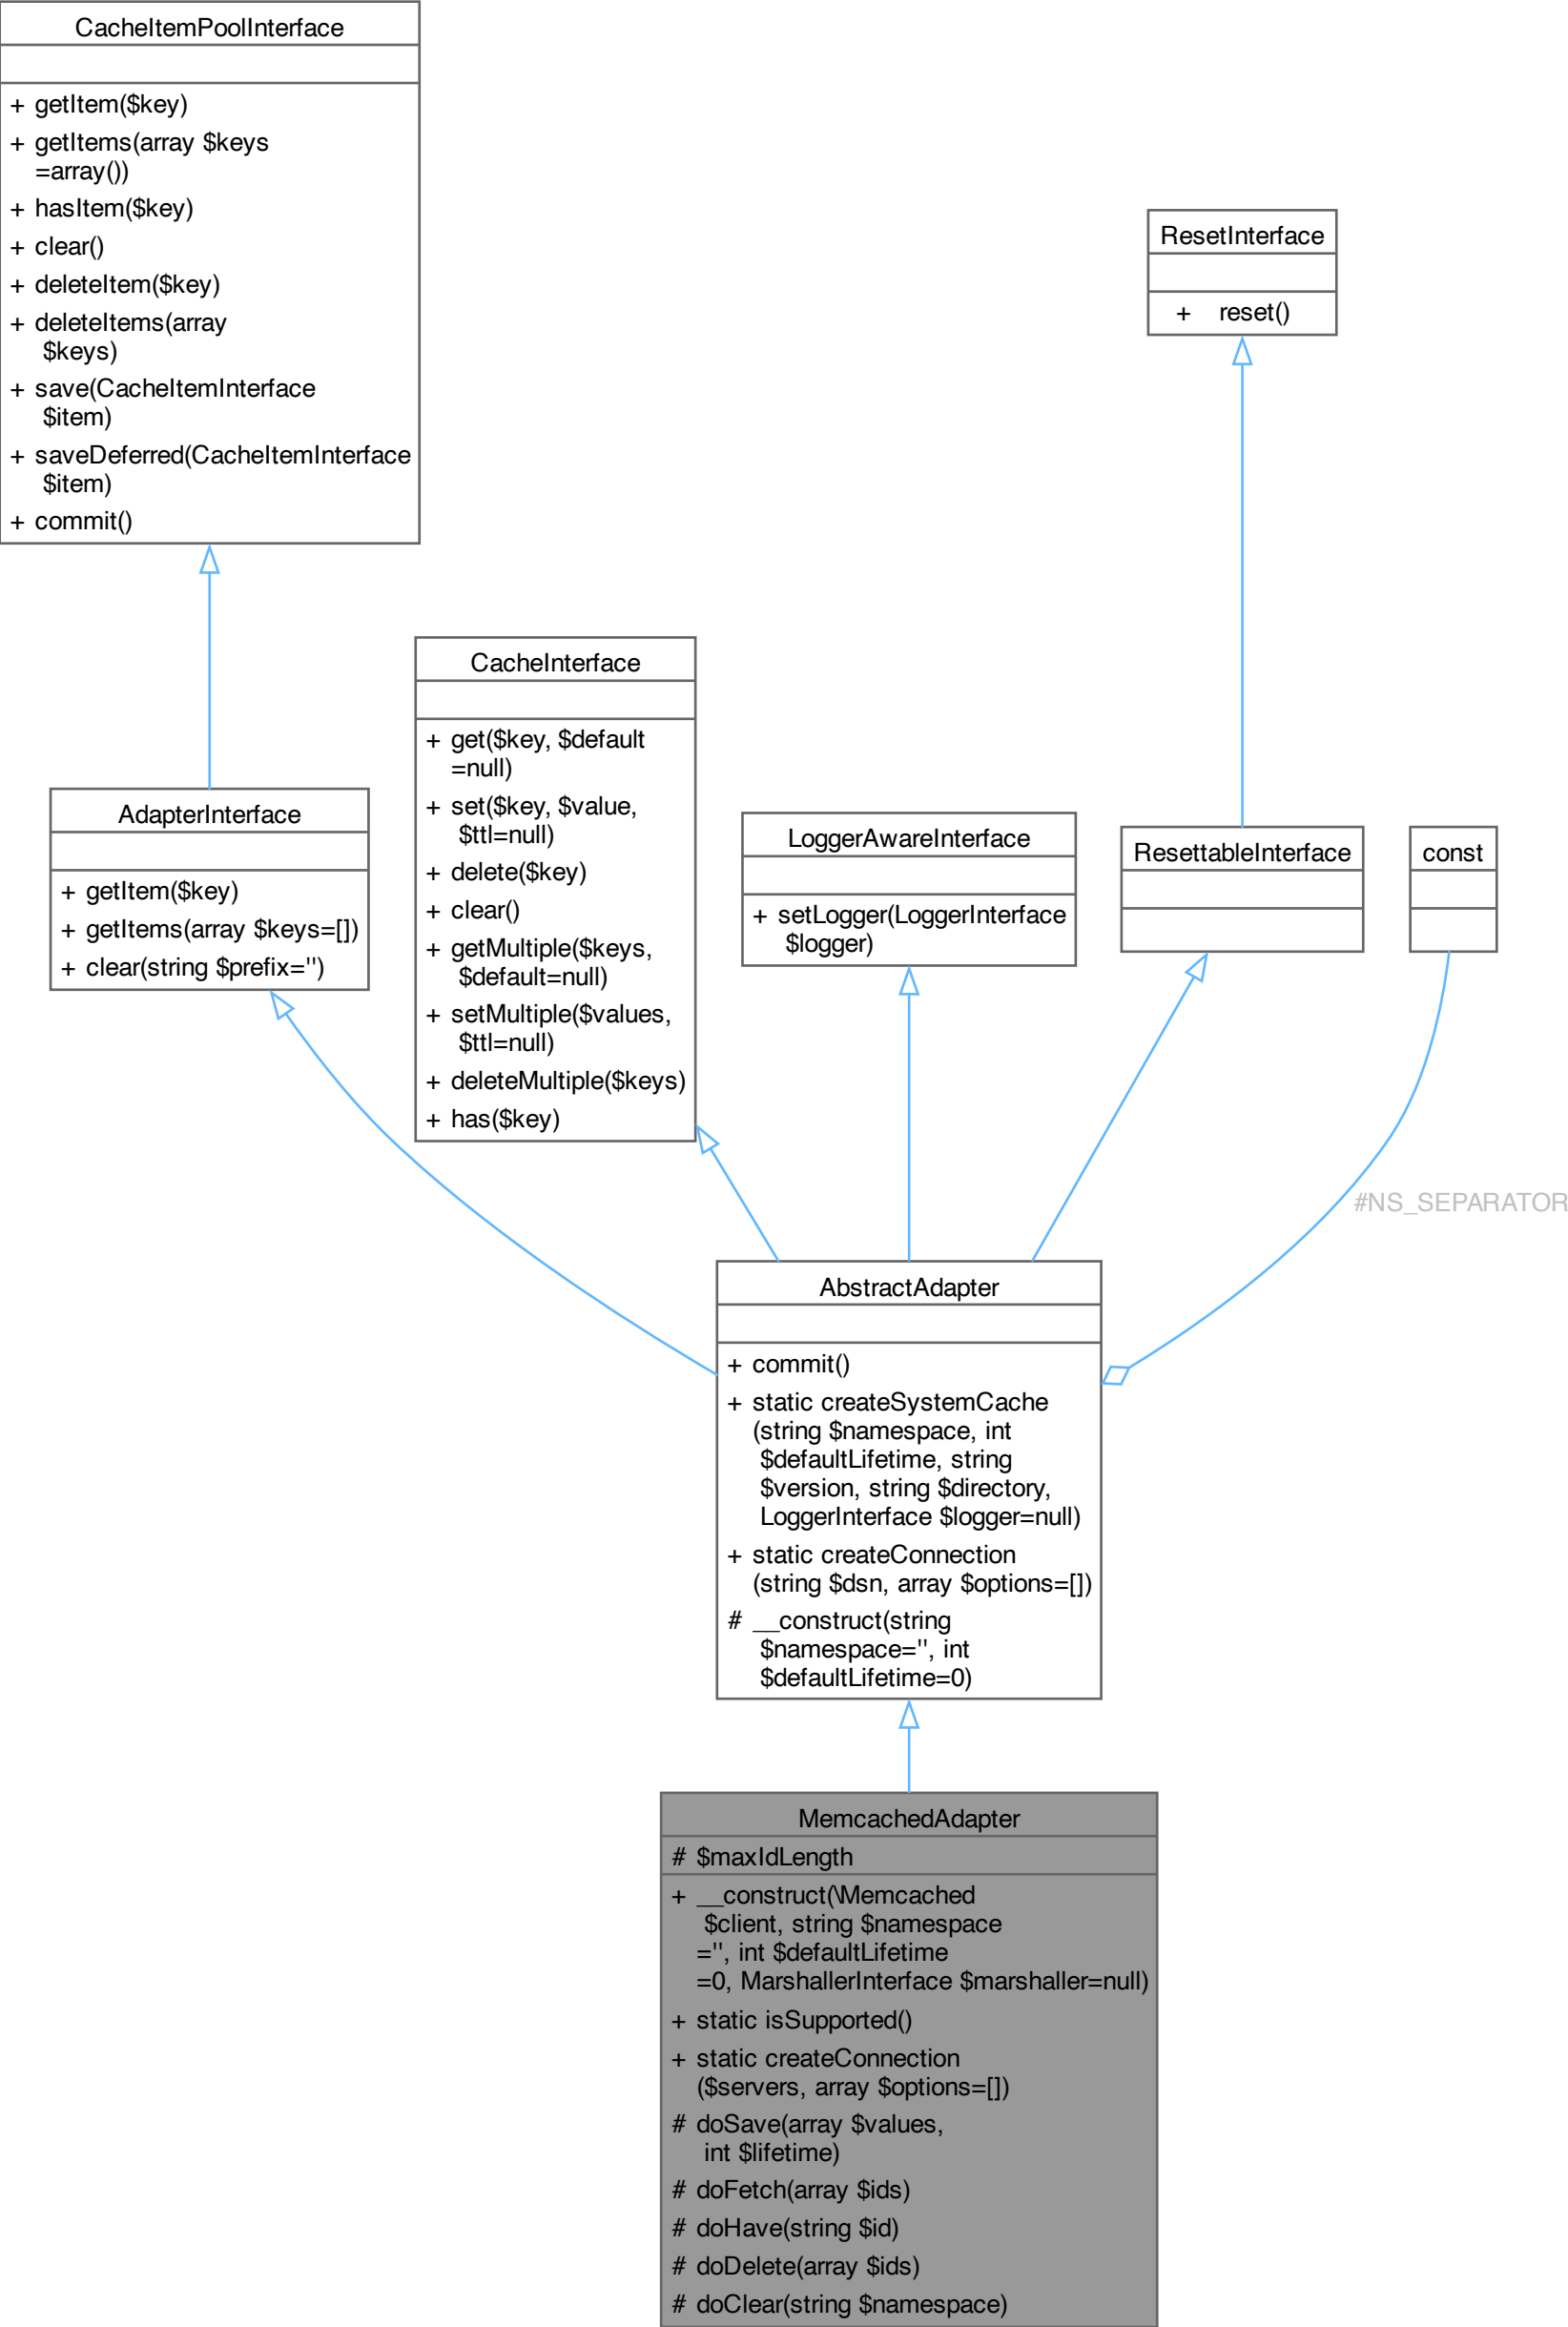 CacheItemPoolInterface
+ getItem($key)
+ getItems(array $keys
=array())
+ hasItem($key)
+ clear()
+ deleteItem($key)
+ deleteItems(array
$keys)
+ save(CacheItemInterface
$item)
+ saveDeferred(CacheItemInterface
$item)
+ commit()
ResetInterface
+ reset()
AdapterInterface
+ getItem($key)
+ getItems(array $keys=[])
+ clear(string $prefix='')
CacheInterface
+ get($key, $default
=null)
+ set($key, $value,
$ttl=null)
+ delete($key)
+ clear()
+ getMultiple($keys,
$default=null)
+ setMultiple($values,
$ttl=null)
+ deleteMultiple($keys)
+ has($key)
LoggerAwareInterface
+ setLogger(LoggerInterface
$logger)
ResettableInterface
const
#NS_SEPARATOR
AbstractAdapter
+ commit()
+ static createSystemCache
(string $namespace, int
$defaultLifetime, string
$version, string $directory,
LoggerInterface $logger=null)
+ static createConnection
(string $dsn, array $options=[])
# __construct(string
$namespace='', int
$defaultLifetime=0)
MemcachedAdapter
# $maxIdLength
+ __construct(\Memcached
$client, string $namespace
='', int $defaultLifetime
=0, MarshallerInterface $marshaller=null)
+ static isSupported()
+ static createConnection
($servers, array $options=[])
# doSave(array $values,
int $lifetime)
# doFetch(array $ids)
# doHave(string $id)
# doDelete(array $ids)
# doClear(string $namespace)